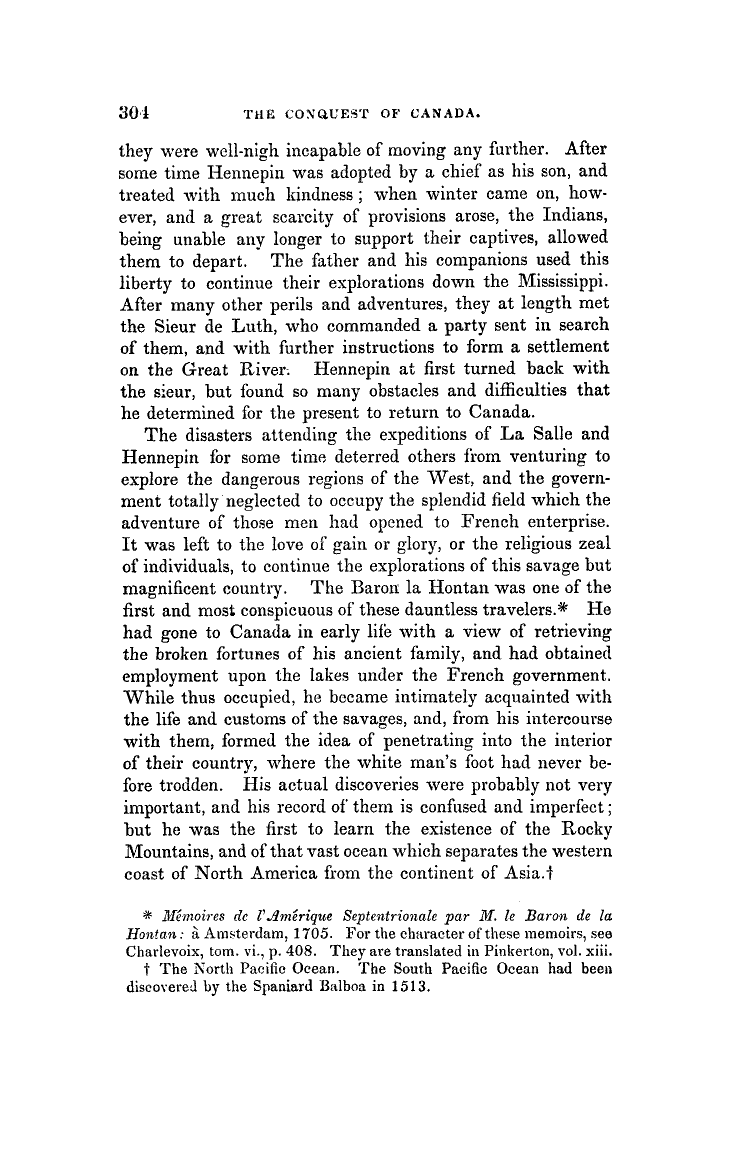 304 THE CONQUEST OF CANADA.
they were well-nigh incapable of moving any further. After
some time Hennepin was adopted by a chief as his son, and
treated with much kindness; when winter came on, how-
ever, and a great scarcity of provisions arose, the Indians,
being unable any longer to support their captives, allowed
them to depart. The father and his companions used this
liberty to continue their explorations down the Mississippi.
After many other perils and adventures, they at length met
the Sieur de Luth, who commanded a party sent in search
of them, and with further instructions to form a settlement
on the Great River. Hennepin at first turned back with
the sieur, but found so many obstacles and difficulties that
he determined for the present to return to Canada.
The disasters attending the expeditions of La Salle and
Hennepin for some time deterred others from venturing to
explore the dangerous regions of the West, and the govern-
ment totally neglected to occupy the splendid field which the
adventure of those men had opened to French enterprise.
It was left to the love of gain or glory, or the religious zeal
of individuals, to continue the explorations of this savage but
magnificent country. The Baron la Hontan was one of the
first and most conspicuous of these dauntless travelers.* He
had gone to Canada in early life with a view of retrieving
the broken fortunes of his ancient family, and had obtained
employment upon the lakes under the French government.
While thus occupied, he became intimately acquainted with
the life and customs of the savages, and, from his intercourse
with them, formed the idea of penetrating into the interior
of their country, where the white man's foot had never be-
fore trodden. His actual discoveries were probably not very
important, and his record of them is confused and imperfect;
but he was the first to learn the existence of the Rocky
Mountains, and of that vast ocean which separates the western
coast of North America from the continent of Asia.†
* Mémoires de l'Amérique Septentrionale par M. le Baron de la
Hontan: à Amsterdam, 1705. For the character of these memoirs, see
Charlevoix, tom. vi., p. 408. They are translated in Pinkerton, vol. xiii.
† The North Pacific Ocean. The South Pacific Ocean had been
discovered by the Spaniard Balboa in 1513.